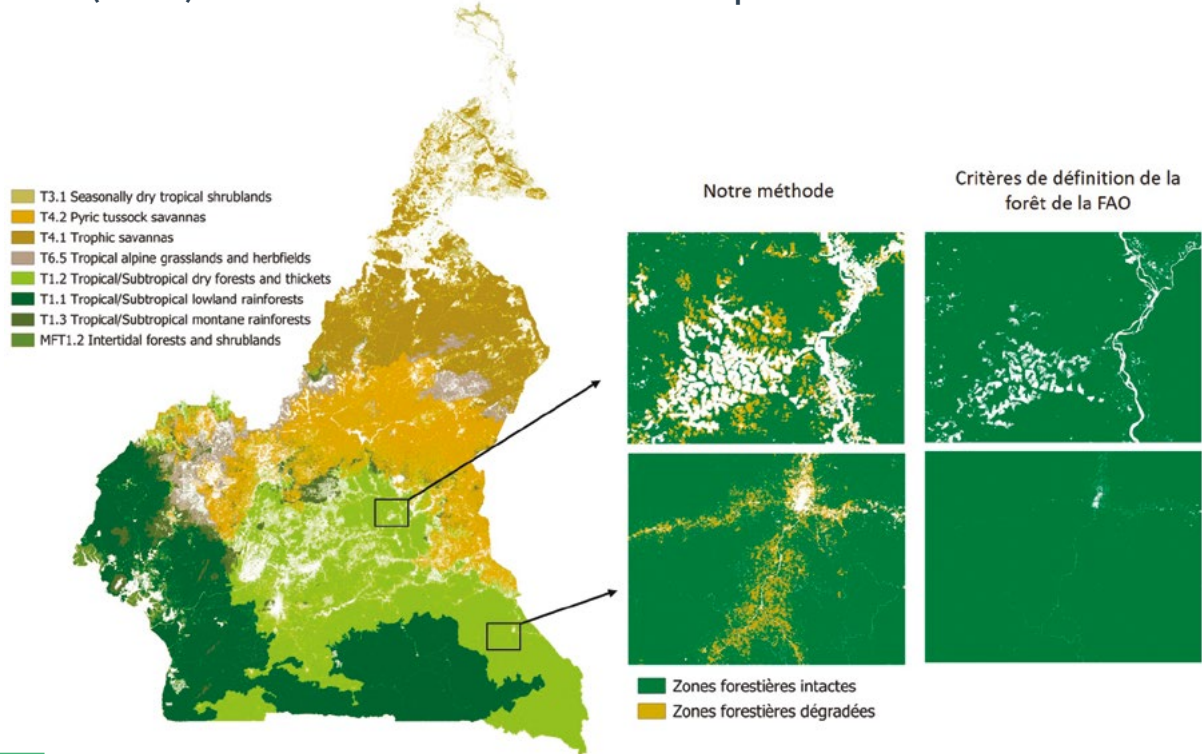 T3.1 Seasonally dry tropical shrublands
T4.2 Pyric tussock savannas
T4.1 Trophic savannas
T6.5 Tropical alpine grasslands and herbfields
T1.2 Tropical/Subtropical dry forests and thickets
T1.1 Tropical/Subtropical lowland rainforests
T1.3 Tropical/Subtropical montane rainforests
MFT1.2 Intertidal forests and shrublands
Notre méthode
Critères de définition de la
forêt de la FAO
Zones forestières intactes
Zones forestières dégradées